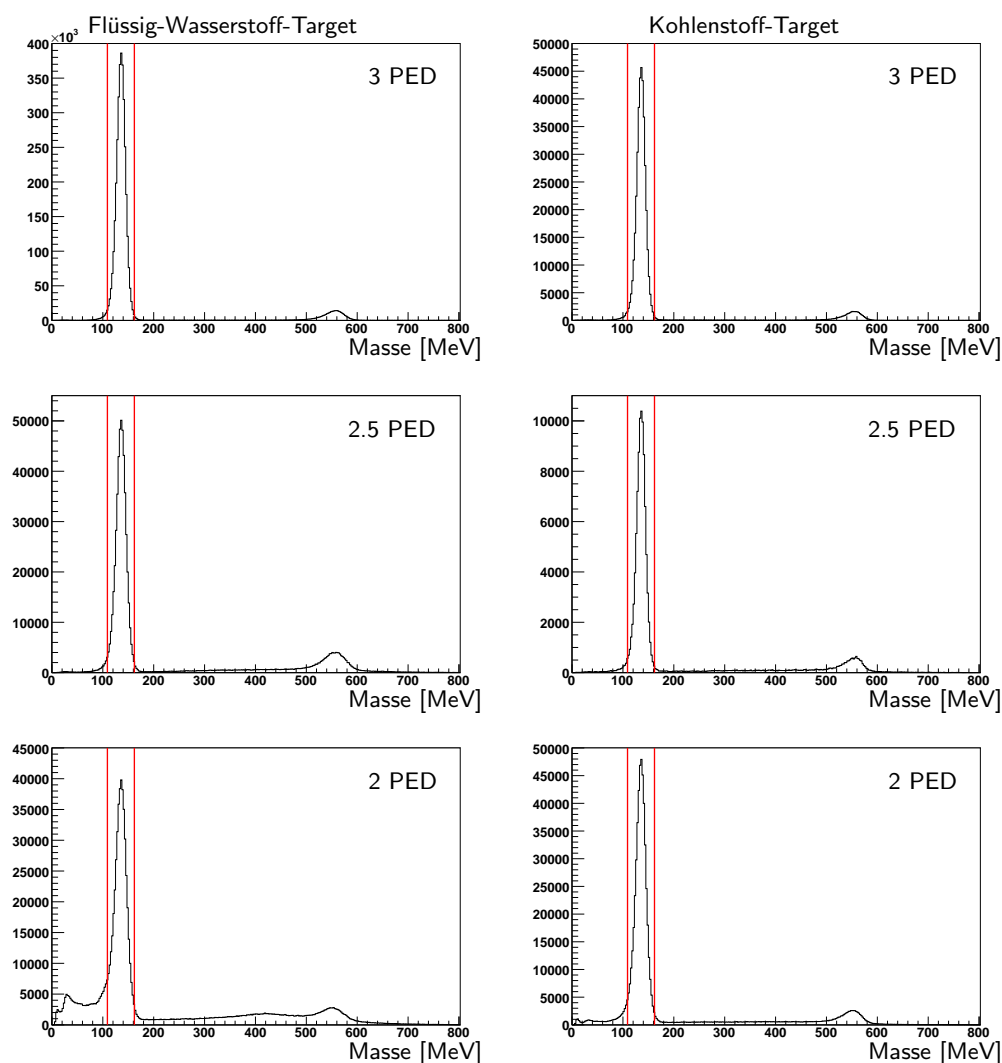 Flüssig-Wasserstoff-Target
Kohlenstoff-Target
×10³
400
350
300
250
200
150
100
50
0
0 100 200 300 400 500 600 700 800
Masse [MeV]
3 PED
50000
45000
40000
35000
30000
25000
20000
15000
10000
5000
0
0 100 200 300 400 500 600 700 800
Masse [MeV]
3 PED
50000
40000
30000
20000
10000
0
0 100 200 300 400 500 600 700 800
Masse [MeV]
2.5 PED
10000
8000
6000
4000
2000
0
0 100 200 300 400 500 600 700 800
Masse [MeV]
2.5 PED
45000
40000
35000
30000
25000
20000
15000
10000
5000
0
0 100 200 300 400 500 600 700 800
Masse [MeV]
2 PED
50000
45000
40000
35000
30000
25000
20000
15000
10000
5000
0
0 100 200 300 400 500 600 700 800
Masse [MeV]
2 PED